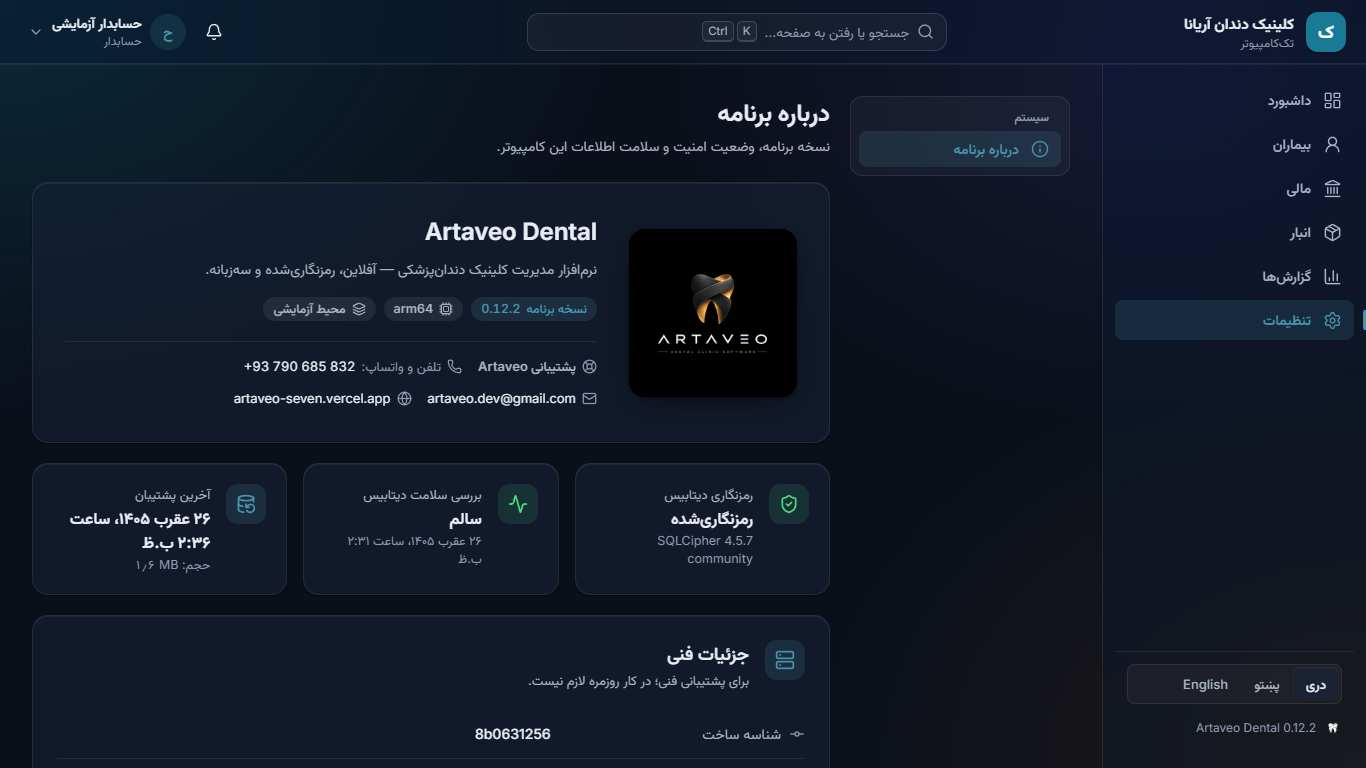 کلینیک دندان آریانا
تک‌کامپیوتر
ک
جستجو یا رفتن به صفحه...
Ctrl K
حسابدار آزمایشی
حسابدار
ح
داشبورد
بیماران
مالی
انبار
گزارش‌ها
تنظیمات
سیستم
درباره برنامه
درباره برنامه
نسخه برنامه، وضعیت امنیت و سلامت اطلاعات این کامپیوتر.
ARTAVEO
DENTAL CLINIC SOFTWARE
Artaveo Dental
نرم‌افزار مدیریت کلینیک دندان‌پزشکی — آفلاین، رمزنگاری‌شده و سه‌زبانه.
نسخه برنامه 0.12.2
arm64
محیط آزمایشی
پشتیبانی Artaveo
تلفن و واتساپ: +93 790 685 832
artaveo.dev@gmail.com
artaveo-seven.vercel.app
رمزنگاری دیتابیس
رمزنگاری‌شده
SQLCipher 4.5.7
community
بررسی سلامت دیتابیس
سالم
۲۶ عقرب ۱۴۰۵، ساعت ۲:۳۱
ب.ظ
آخرین پشتیبان
۲۶ عقرب ۱۴۰۵، ساعت
۲:۳۶ ب.ظ
حجم: ۱٫۶ MB
جزئیات فنی
برای پشتیبانی فنی؛ در کار روزمره لازم نیست.
شناسه ساخت
8b0631256
دری
پښتو
English
Artaveo Dental 0.12.2